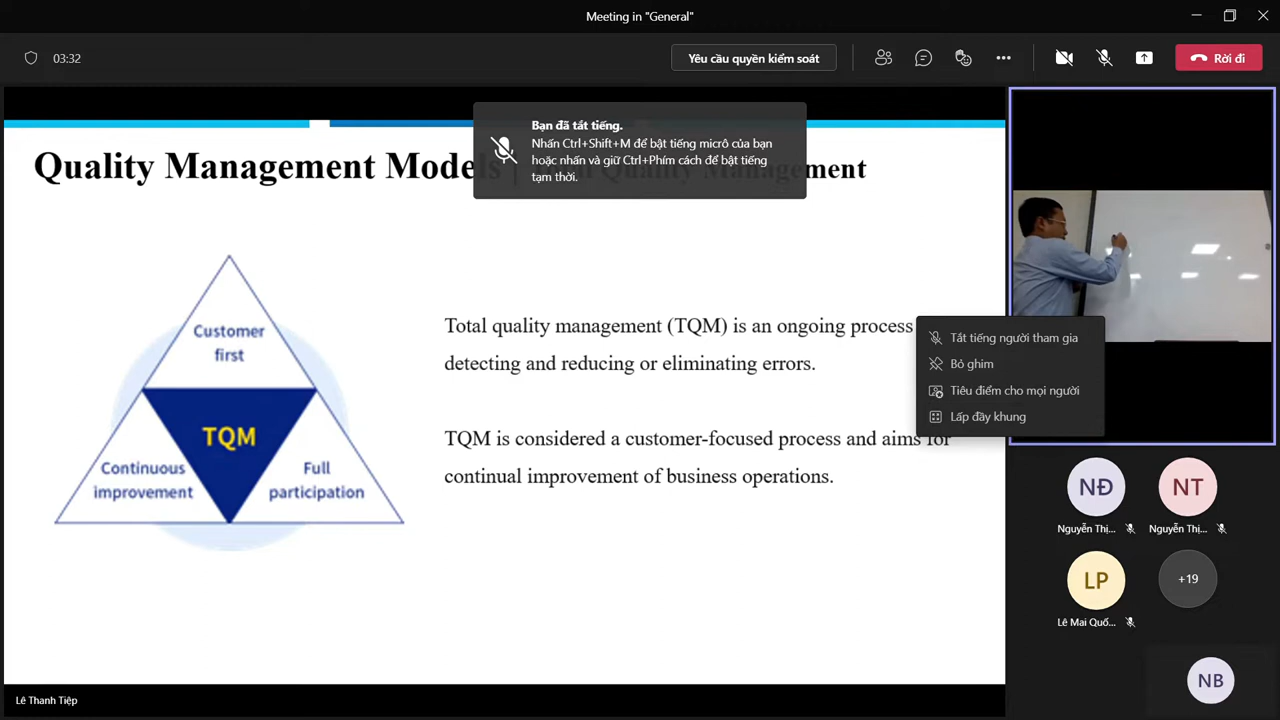 Meeting in "General"
03:32
Yêu cầu quyền kiểm soát
Rời đi
Bạn đã tắt tiếng.
Nhấn Ctrl+Shift+M để bật tiếng micrô của bạn
hoặc nhấn và giữ Ctrl+Phím cách để bật tiếng
tạm thời.
Quality Management Models | Quality Management
Customer
first
TQM
Continuous
improvement
Full
participation
Total quality management (TQM) is an ongoing process
detecting and reducing or eliminating errors.
TQM is considered a customer-focused process and aims for
continual improvement of business operations.
Tắt tiếng người tham gia
Bỏ ghim
Tiêu điểm cho mọi người
Lấp đầy khung
NĐ
NT
Nguyễn Thị...
Nguyễn Thị...
LP
+19
Lê Mai Quố...
NB
Lê Thanh Tiệp